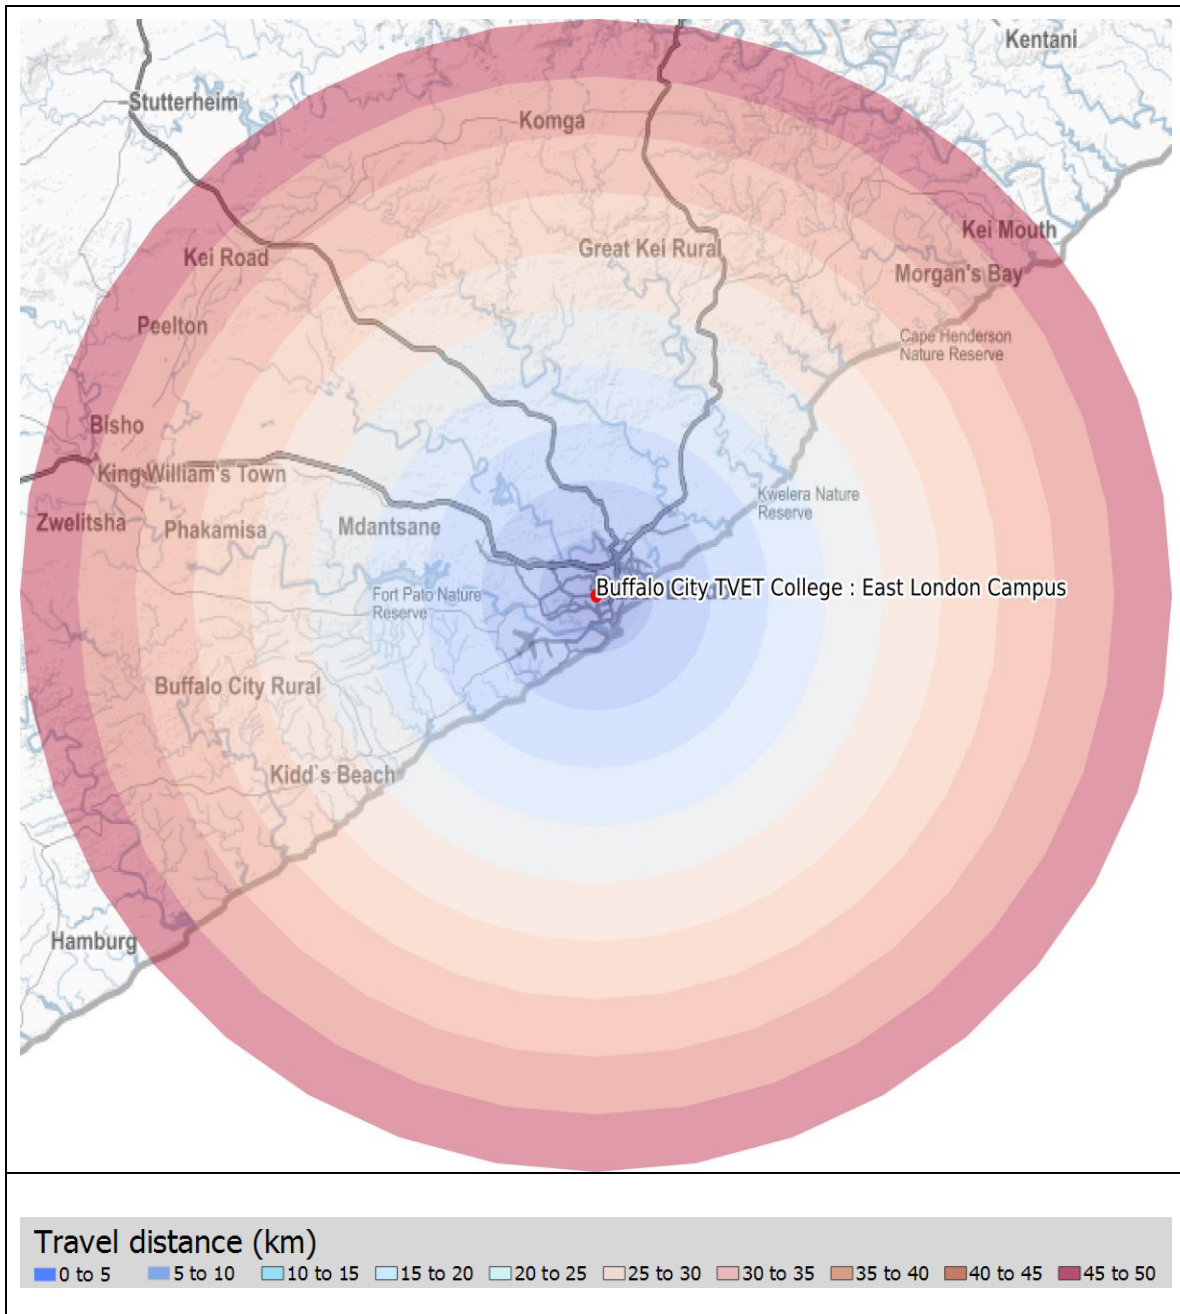 Kentani
Stutterheim
Komga
Kei Mouth
Great Kei Rural
Kei Road
Morgan's Bay
Peelton
Cape Henderson
Nature Reserve
Bisho
King William's Town
Kwelera Nature
Reserve
Zwelitsha
Phakamisa
Mdantsane
Fort Pato Nature
Reserve
Buffalo City TVET College : East London Campus
Buffalo City Rural
Kidd`s Beach
Hamburg
Travel distance (km)
0 to 5 5 to 10 10 to 15 15 to 20 20 to 25 25 to 30 30 to 35 35 to 40 40 to 45 45 to 50